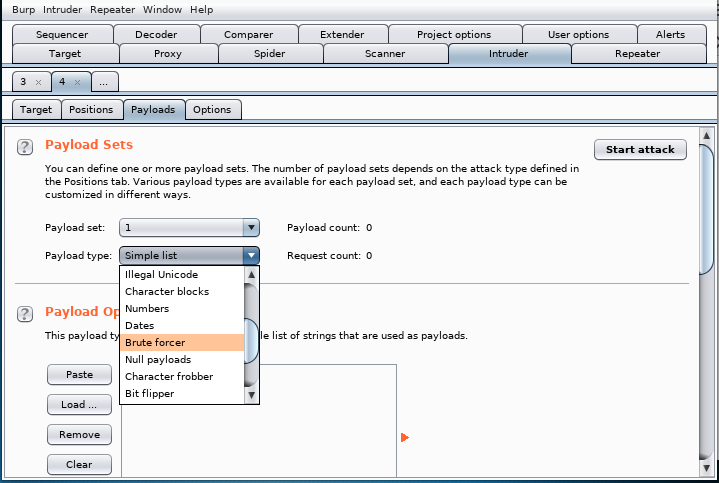 Burp Intruder Repeater Window Help
Sequencer Decoder Comparer Extender Project options User options Alerts
Target Proxy Spider Scanner Intruder Repeater
3 × 4 × ...
Target Positions Payloads Options
? Payload Sets Start attack
You can define one or more payload sets. The number of payload sets depends on the attack type defined in
the Positions tab. Various payload types are available for each payload set, and each payload type can be
customized in different ways.
Payload set: 1 Payload count: 0
Payload type: Simple list Request count: 0
Illegal Unicode
Character blocks
Numbers
Dates
Brute forcer
Null payloads
Character frobber
Bit flipper
? Payload Op
This payload ty le list of strings that are used as payloads.
Paste
Load ...
Remove
Clear